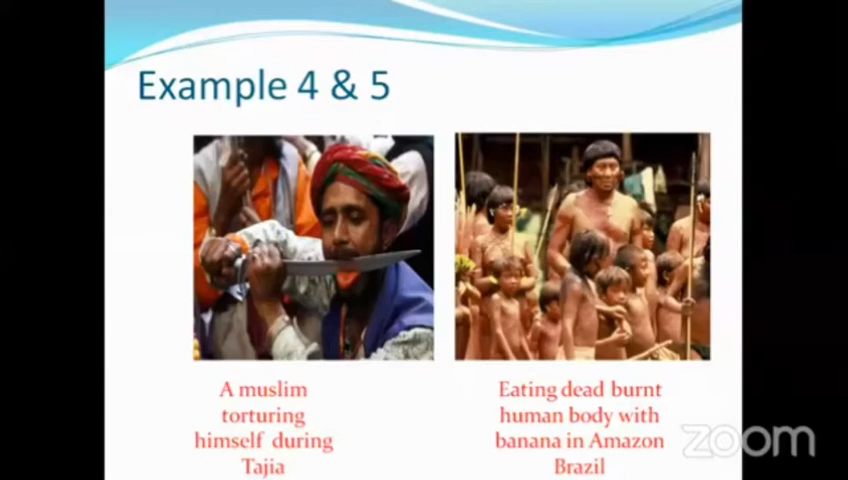 Example 4 & 5
A muslim
torturing
himself during
Tajia
Eating dead burnt
human body with
banana in Amazon
Brazil
zoom